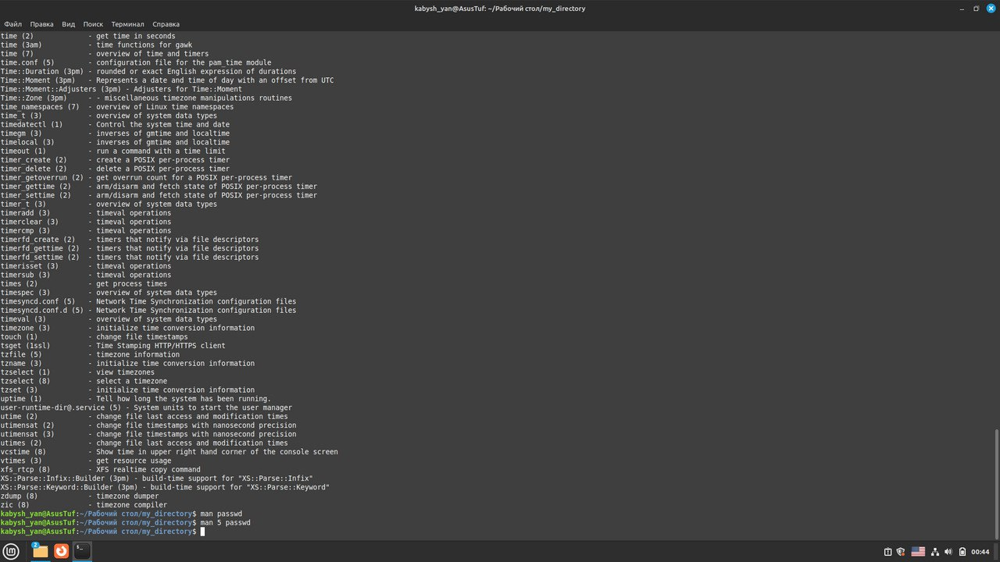 kabysh_yan@AsusTuf: ~/Рабочий стол/my_directory
Файл Правка Вид Поиск Терминал Справка
time (2) - get time in seconds
time (3am) - time functions for gawk
time (7) - overview of time and timers
time.conf (5) - configuration file for the pam_time module
Time::Duration (3pm) - rounded or exact English expression of durations
Time::Moment (3pm) - Represents a date and time of day with an offset from UTC
Time::Moment::Adjusters (3pm) - Adjusters for Time::Moment
Time::Zone (3pm) - - miscellaneous timezone manipulations routines
time_namespaces (7) - overview of Linux time namespaces
time_t (3) - overview of system data types
timedatectl (1) - Control the system time and date
timegm (3) - inverses of gmtime and localtime
timelocal (3) - inverses of gmtime and localtime
timeout (1) - run a command with a time limit
timer_create (2) - create a POSIX per-process timer
timer_delete (2) - delete a POSIX per-process timer
timer_getoverrun (2) - get overrun count for a POSIX per-process timer
timer_gettime (2) - arm/disarm and fetch state of POSIX per-process timer
timer_settime (2) - arm/disarm and fetch state of POSIX per-process timer
timer_t (3) - overview of system data types
timeradd (3) - timeval operations
timerclear (3) - timeval operations
timercmp (3) - timeval operations
timerfd_create (2) - timers that notify via file descriptors
timerfd_gettime (2) - timers that notify via file descriptors
timerfd_settime (2) - timers that notify via file descriptors
timerisset (3) - timeval operations
timersub (3) - timeval operations
times (2) - get process times
timespec (3) - overview of system data types
timesyncd.conf (5) - Network Time Synchronization configuration files
timesyncd.conf.d (5) - Network Time Synchronization configuration files
timeval (3) - overview of system data types
timezone (3) - initialize time conversion information
touch (1) - change file timestamps
tsget (1ssl) - Time Stamping HTTP/HTTPS client
tzfile (5) - timezone information
tzname (3) - initialize time conversion information
tzselect (1) - view timezones
tzselect (8) - select a timezone
tzset (3) - initialize time conversion information
uptime (1) - Tell how long the system has been running.
user-runtime-dir@.service (5) - System units to start the user manager
utime (2) - change file last access and modification times
utimensat (2) - change file timestamps with nanosecond precision
utimensat (3) - change file timestamps with nanosecond precision
utimes (2) - change file last access and modification times
vcstime (8) - Show time in upper right hand corner of the console screen
vtimes (3) - get resource usage
xfs_rtcp (8) - XFS realtime copy command
XS::Parse::Infix::Builder (3pm) - build-time support for "XS::Parse::Infix"
XS::Parse::Keyword::Builder (3pm) - build-time support for "XS::Parse::Keyword"
zdump (8) - timezone dumper
zic (8) - timezone compiler
kabysh_yan@AsusTuf:~/Рабочий стол/my_directory$ man passwd
kabysh_yan@AsusTuf:~/Рабочий стол/my_directory$ man 5 passwd
kabysh_yan@AsusTuf:~/Рабочий стол/my_directory$
2
00:44